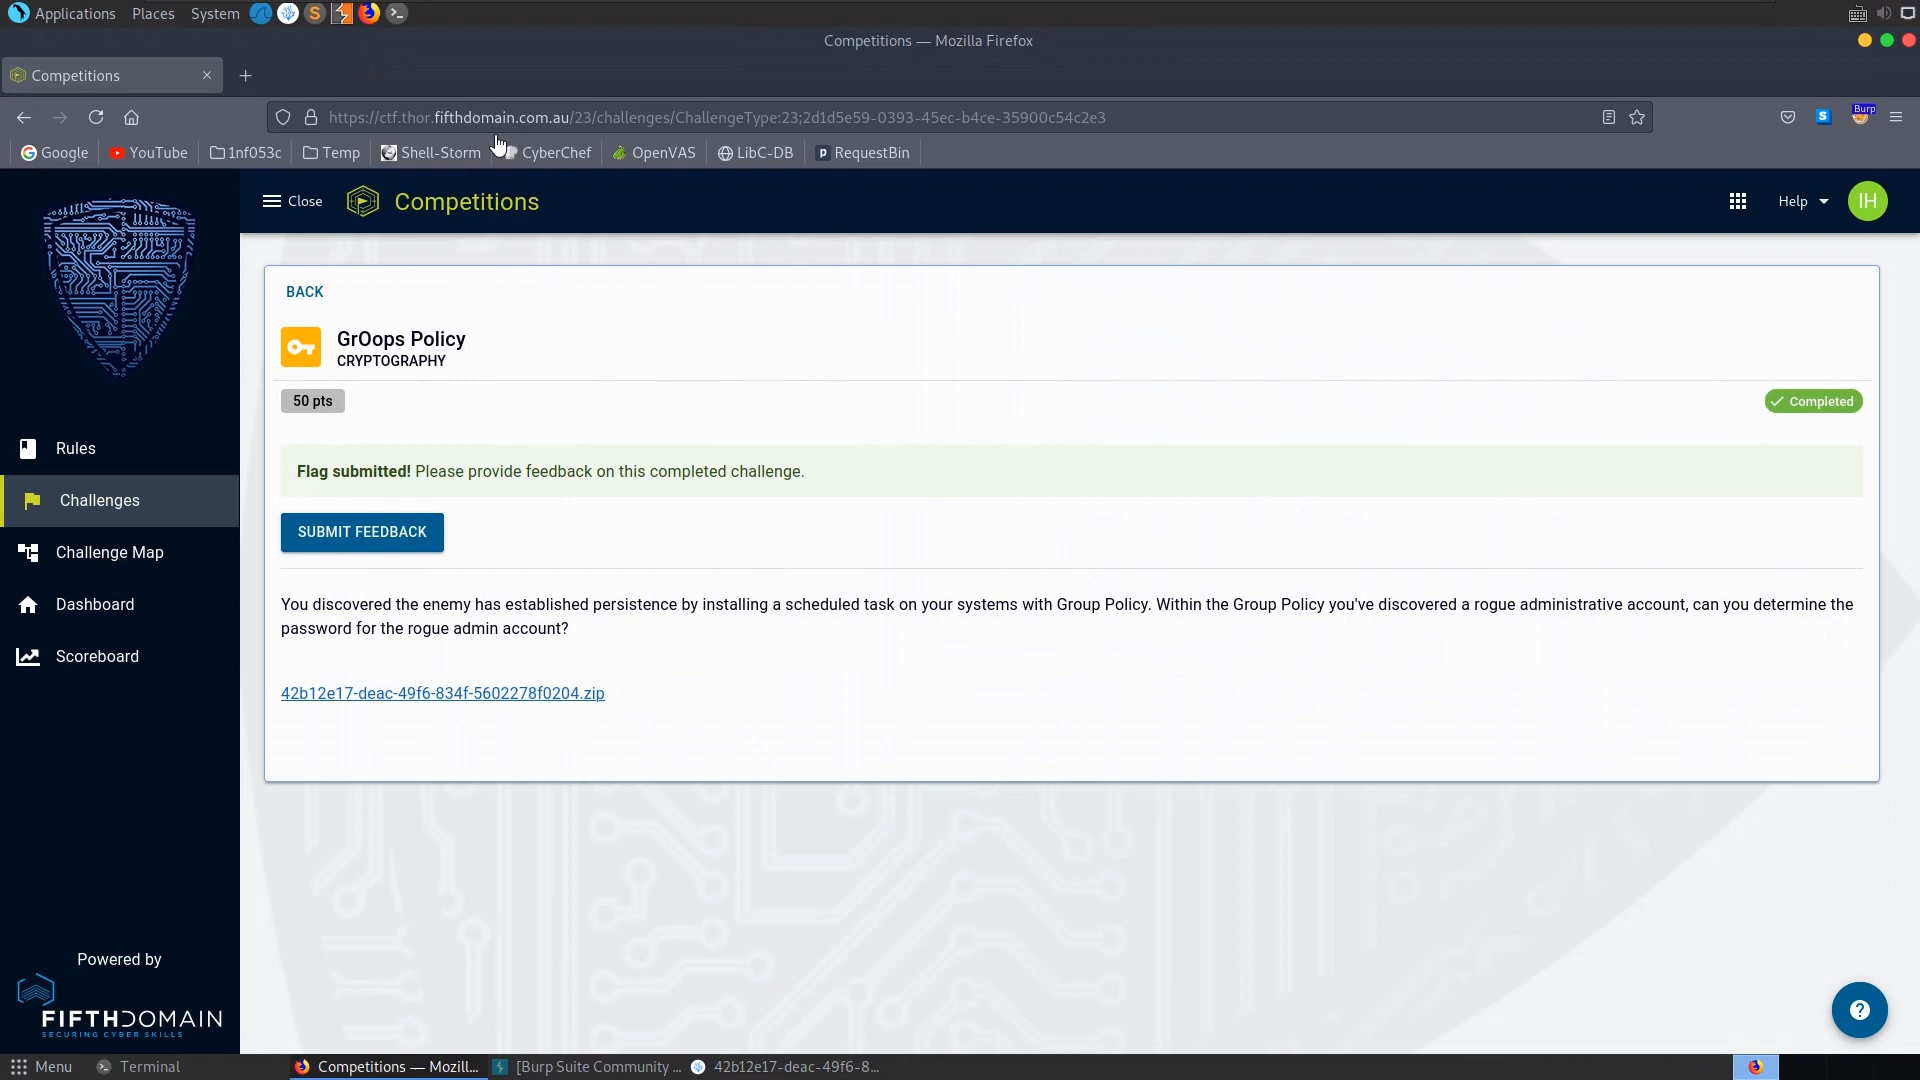 Applications Places System
Competitions — Mozilla Firefox
Competitions
https://ctf.thor.fifthdomain.com.au/23/challenges/ChallengeType:23;2d1d5e59-0393-45ec-b4ce-35900c54c2e3
Burp
Google YouTube 1nf053c Temp Shell-Storm CyberChef OpenVAS LibC-DB RequestBin
Close Competitions Help IH
BACK
GrOops Policy
CRYPTOGRAPHY
50 pts Completed
Flag submitted! Please provide feedback on this completed challenge.
SUBMIT FEEDBACK
You discovered the enemy has established persistence by installing a scheduled task on your systems with Group Policy. Within the Group Policy you've discovered a rogue administrative account, can you determine the
password for the rogue admin account?
42b12e17-deac-49f6-834f-5602278f0204.zip
Rules
Challenges
Challenge Map
Dashboard
Scoreboard
Powered by
FIFTHDOMAIN
SECURING CYBER SKILLS
Menu Terminal Competitions — Mozill... [Burp Suite Community ... 42b12e17-deac-49f6-8...